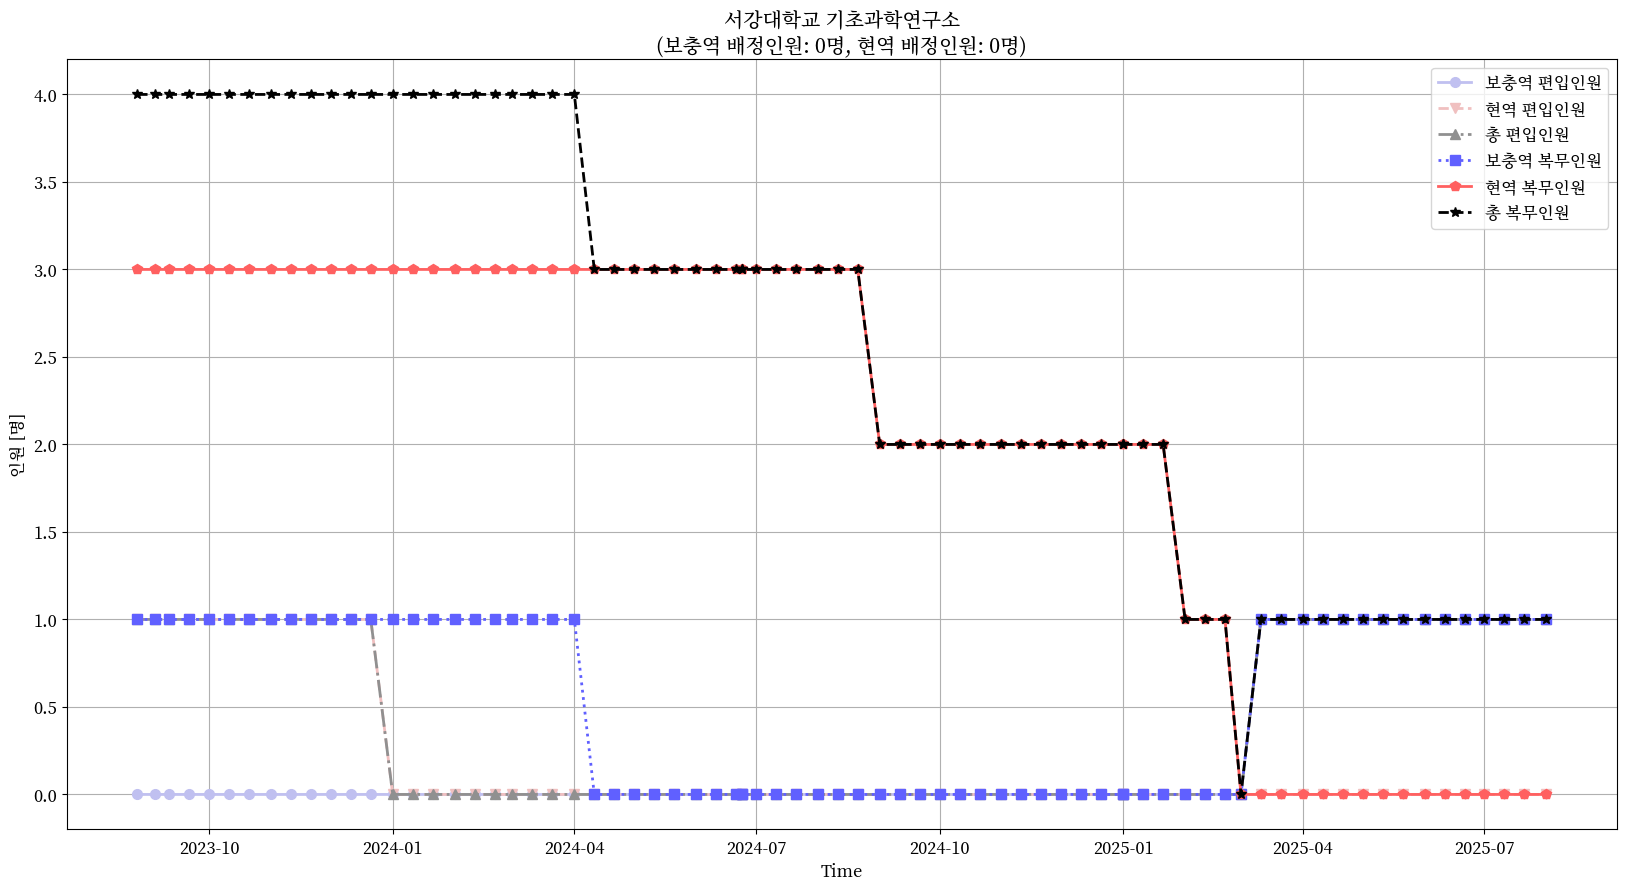 서강대학교 기초과학연구소
(보충역 배정인원: 0명, 현역 배정인원: 0명)
보충역 편입인원
현역 편입인원
총 편입인원
보충역 복무인원
현역 복무인원
총 복무인원
인원 [명]
4.0
3.5
3.0
2.5
2.0
1.5
1.0
0.5
0.0
2023-10
2024-01
2024-04
2024-07
2024-10
2025-01
2025-04
2025-07
Time